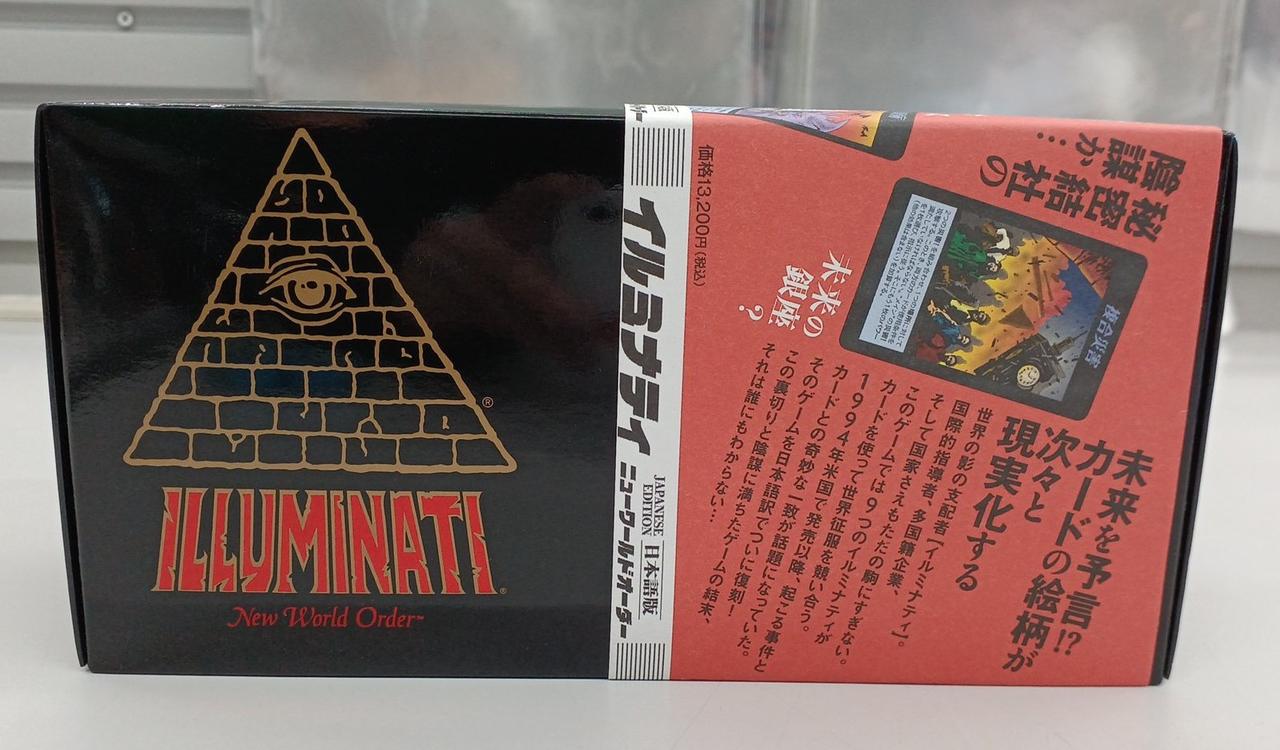 ILLUMINATI
New World Order™
®
イルミナティ
ニューワールドオーダー
JAPANESE
EDITION
日本語版
価格13,200円(税込)
秘密結社の
陰謀か…
複合災害
未来の
銀座?
未来を予言!?
カードの絵柄が
次々と
現実化する
世界の影の支配者【イルミナティ】。
国際的指導者、多国籍企業、
そして国家さえもただの駒にすぎない。
このゲームでは9つのイルミナティが
カードを使って世界征服を競い合う。
1994年米国で発売以降、起こる事件と
カードとの奇妙な一致が話題になっていた。
そのゲームを日本語訳でついに復刻!
この裏切りと陰謀に満ちたゲームの結末、
それは誰にもわからない…